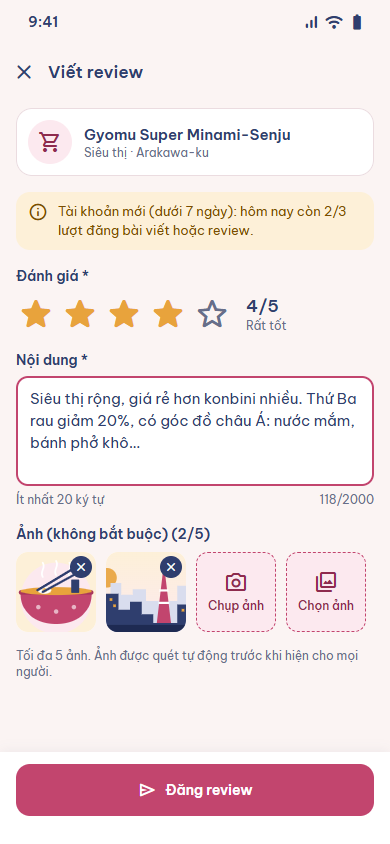 9:41
Viết review
Gyomu Super Minami-Senju
Siêu thị · Arakawa-ku
Tài khoản mới (dưới 7 ngày): hôm nay còn 2/3
lượt đăng bài viết hoặc review.
Đánh giá *
4/5
Rất tốt
Nội dung *
Siêu thị rộng, giá rẻ hơn konbini nhiều. Thứ Ba
rau giảm 20%, có góc đồ châu Á: nước mắm,
bánh phở khô...
Ít nhất 20 ký tự
118/2000
Ảnh (không bắt buộc) (2/5)
Chụp ảnh
Chọn ảnh
Tối đa 5 ảnh. Ảnh được quét tự động trước khi hiện cho mọi
người.
Đăng review